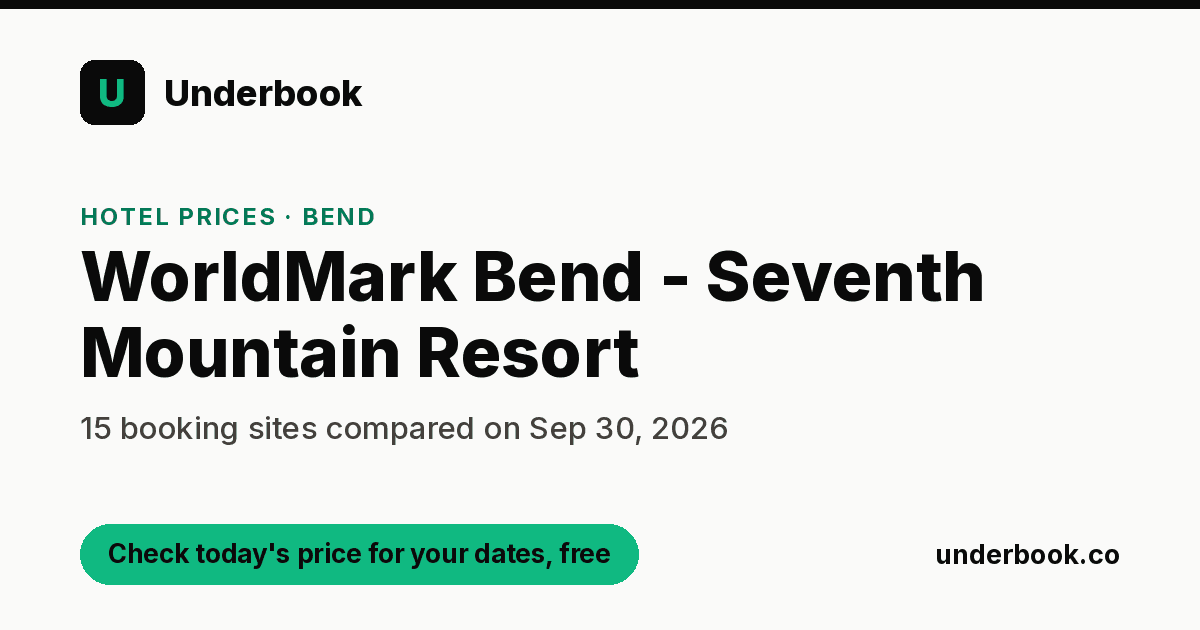 U
Underbook
HOTEL PRICES · BEND
WorldMark Bend - Seventh
Mountain Resort
15 booking sites compared on Sep 30, 2026
Check today's price for your dates, free
underbook.co